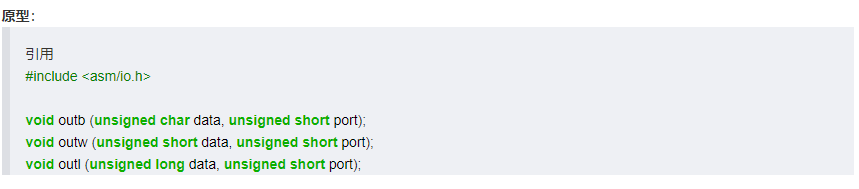 原型：
引用
#include <asm/io.h>
void outb (unsigned char data, unsigned short port);
void outw (unsigned short data, unsigned short port);
void outl (unsigned long data, unsigned short port);